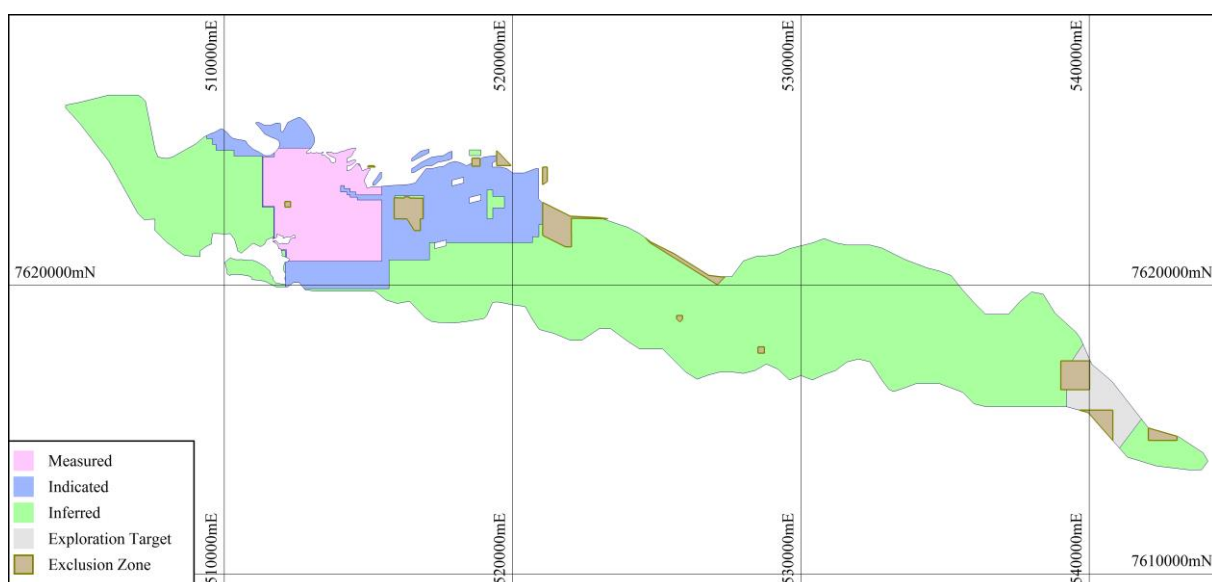 510000mE
520000mE
530000mE
540000mE
7620000mN
7620000mN
Measured
Indicated
Inferred
Exploration Target
Exclusion Zone
510000mE
520000mE
530000mE
540000mE
7610000mN